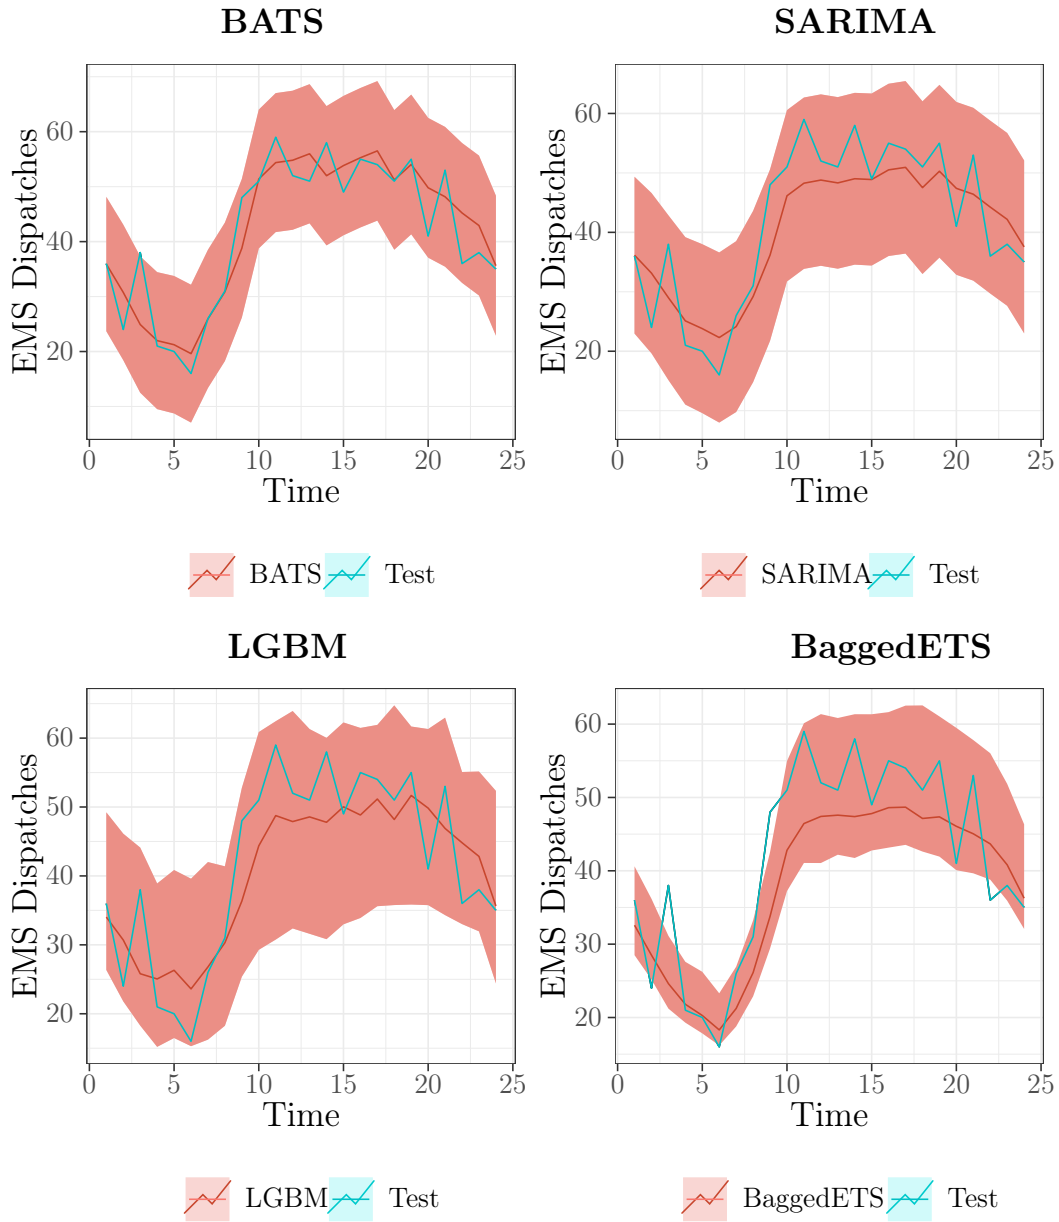 BATS
SARIMA
EMS Dispatches
60
40
20
0 5 10 15 20 25
Time
BATS Test
EMS Dispatches
60
40
20
0 5 10 15 20 25
Time
SARIMA Test
LGBM
BaggedETS
EMS Dispatches
60
50
40
30
20
0 5 10 15 20 25
Time
LGBM Test
EMS Dispatches
60
50
40
30
20
0 5 10 15 20 25
Time
BaggedETS Test